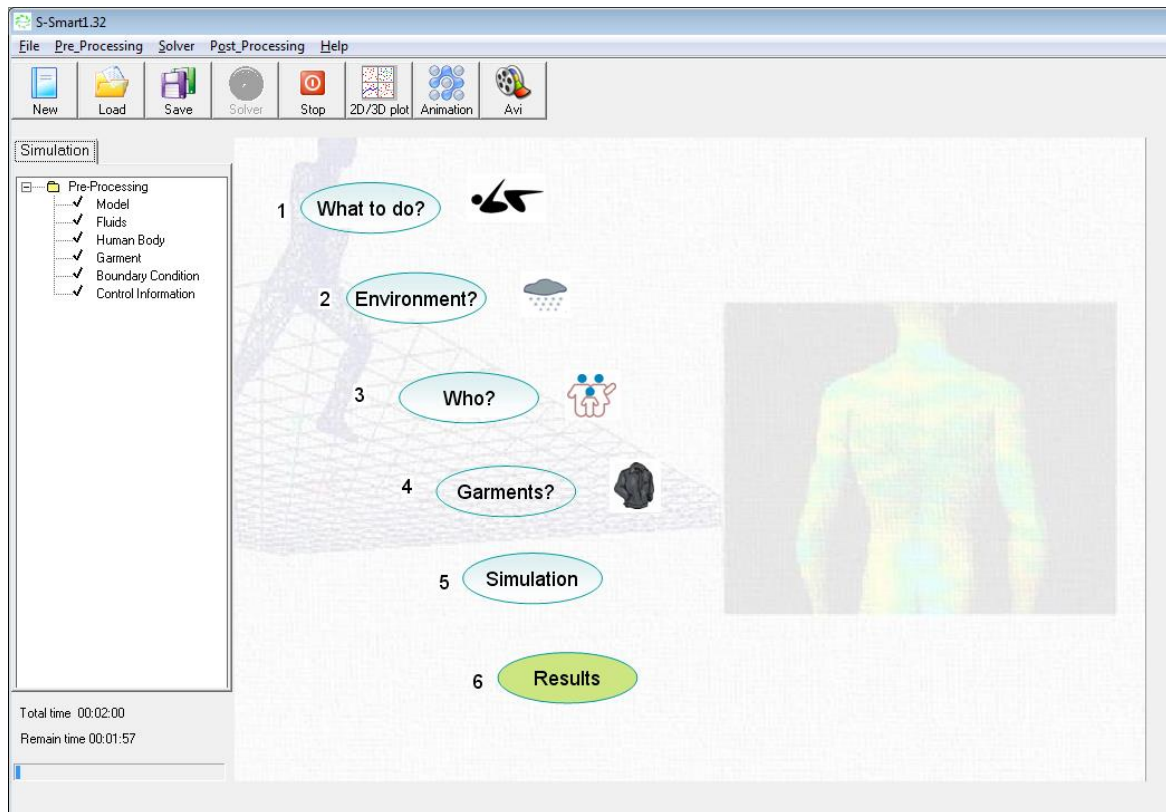 S-Smart1.32
File Pre_Processing Solver Post_Processing Help
New Load Save Solver Stop 2D/3D plot Animation Avi
Simulation
Pre-Processing
Model
Fluids
Human Body
Garment
Boundary Condition
Control Information
1 What to do?
2 Environment?
3 Who?
4 Garments?
5 Simulation
6 Results
Total time 00:02:00
Remain time 00:01:57